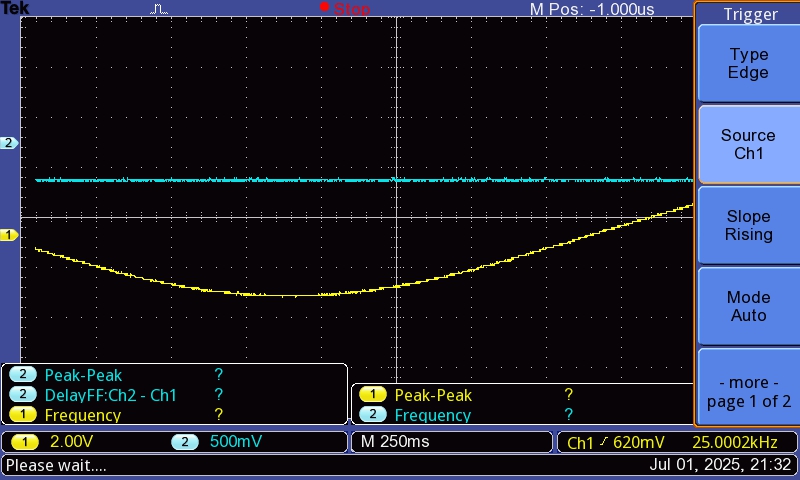 Tek
Stop
M Pos: -1.000us
Trigger
Type
Edge
Source
Ch1
Slope
Rising
Mode
Auto
- more -
page 1 of 2
2
1
2 Peak-Peak ?
2 DelayFF:Ch2 - Ch1 ?
1 Frequency ?
1 Peak-Peak ?
2 Frequency ?
1 2.00V 2 500mV M 250ms Ch1 620mV 25.0002kHz
Please wait.... Jul 01, 2025, 21:32